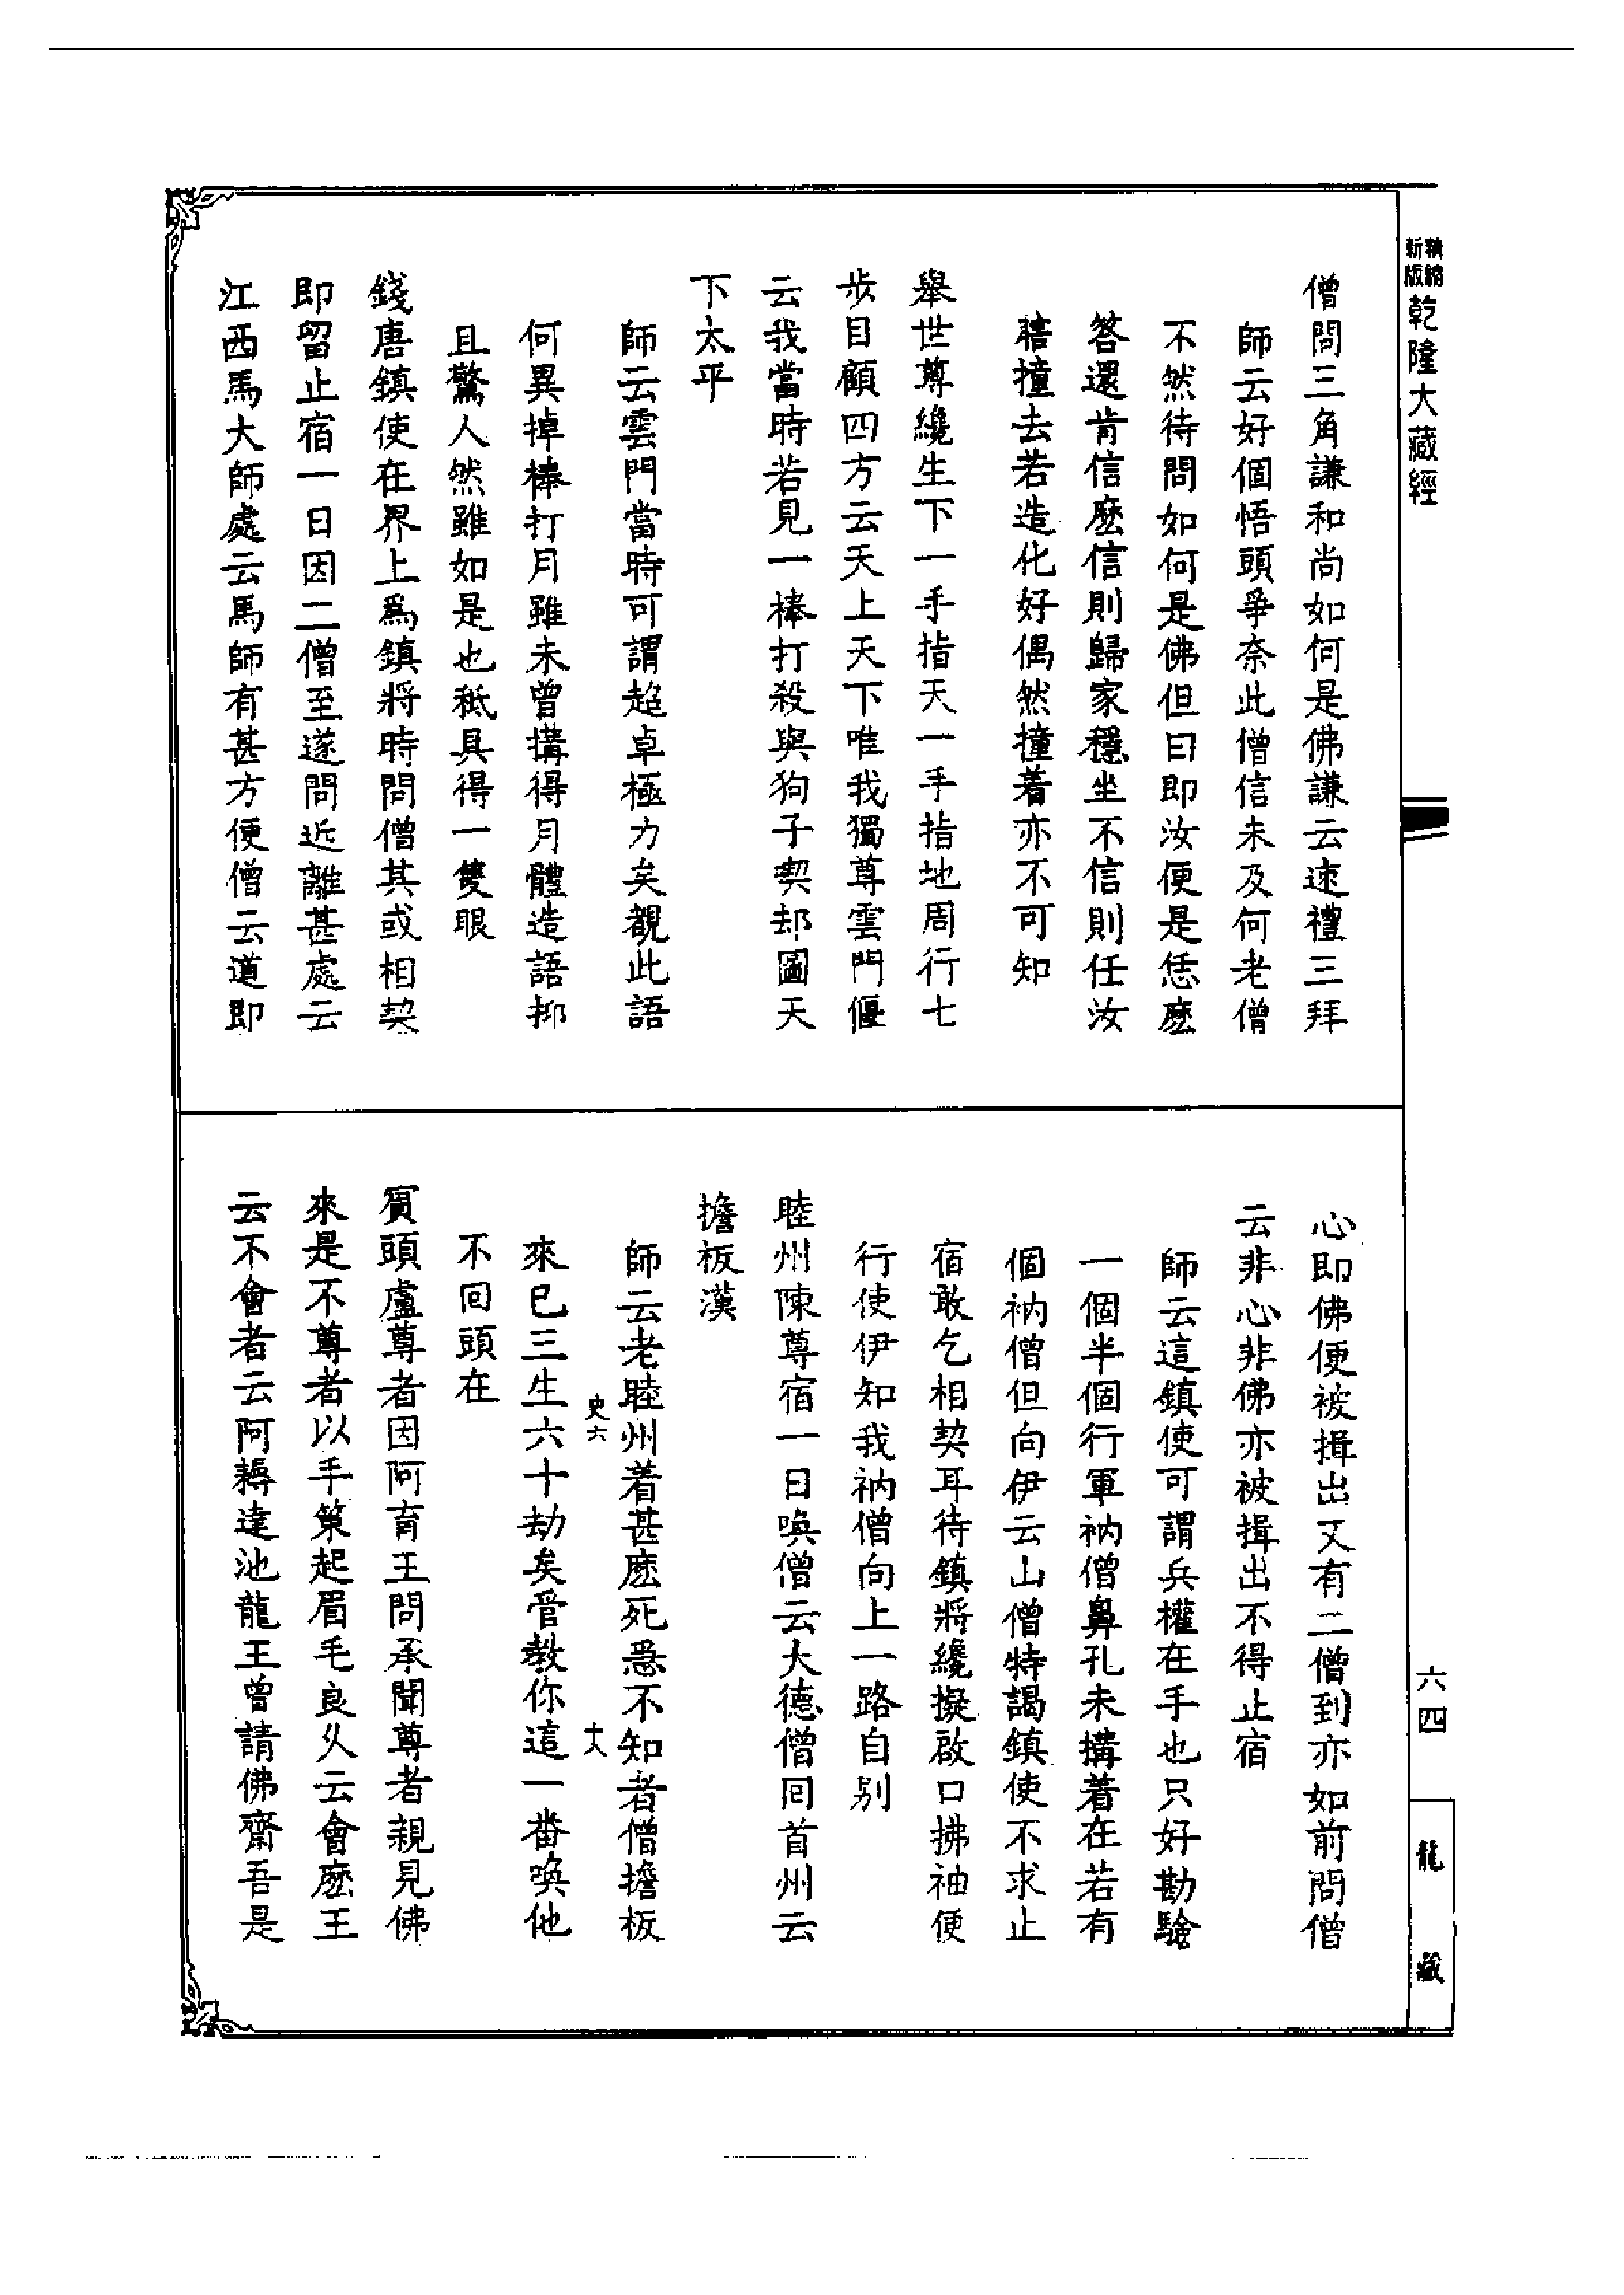 新版精縮
乾隆大藏經
僧問三角謙和尚如何是佛謙云速禮三拜
師云好個悟頭爭奈此僧信未及何老僧
不然待問如何是佛但曰即汝便是恁麽
答還肯信麽信則歸家穩坐不信則任汝
撞去若造化好偶然撞着亦不可知
舉世尊纔生下一手指天一手指地周行七
步目顧四方云天上天下唯我獨尊雲門偃
云我當時若見一棒打殺與狗子喫却圖天
下太平
師云雲門當時可謂超卓極力矣觀此語
何異掉棒打月雖未曾搆得月體造語抑
且驚人然雖如是也秪具得一隻眼
錢唐鎮使在界上爲鎮將時問僧其或相契
即留止宿一日因二僧至遂問近離甚處云
江西馬大師處云馬師有甚方便僧云道即
心即佛便被揖出又有二僧到亦如前問僧
云非心非佛亦被揖出不得止宿
師云這鎮使可謂兵權在手也只好勘驗
一個半個行軍衲僧鼻孔未搆着在若有
個衲僧但向伊云山僧特謁鎮使不求止
宿敢乞相契耳待鎮將纔擬啟口拂袖便
行使伊知我衲僧向上一路自别
睦州陳尊宿一日喚僧云大德僧回首州云
擔板漢
師云老睦州着甚麽死急不知者僧擔板
史六
十八
來已三生六十劫矣管教你這一番喚他
不回頭在
賓頭盧尊者因阿育王問承聞尊者親見佛
來是不尊者以手策起眉毛良久云會麽王
云不會者云阿耨達池龍王曾請佛齋吾是
六四
龍藏